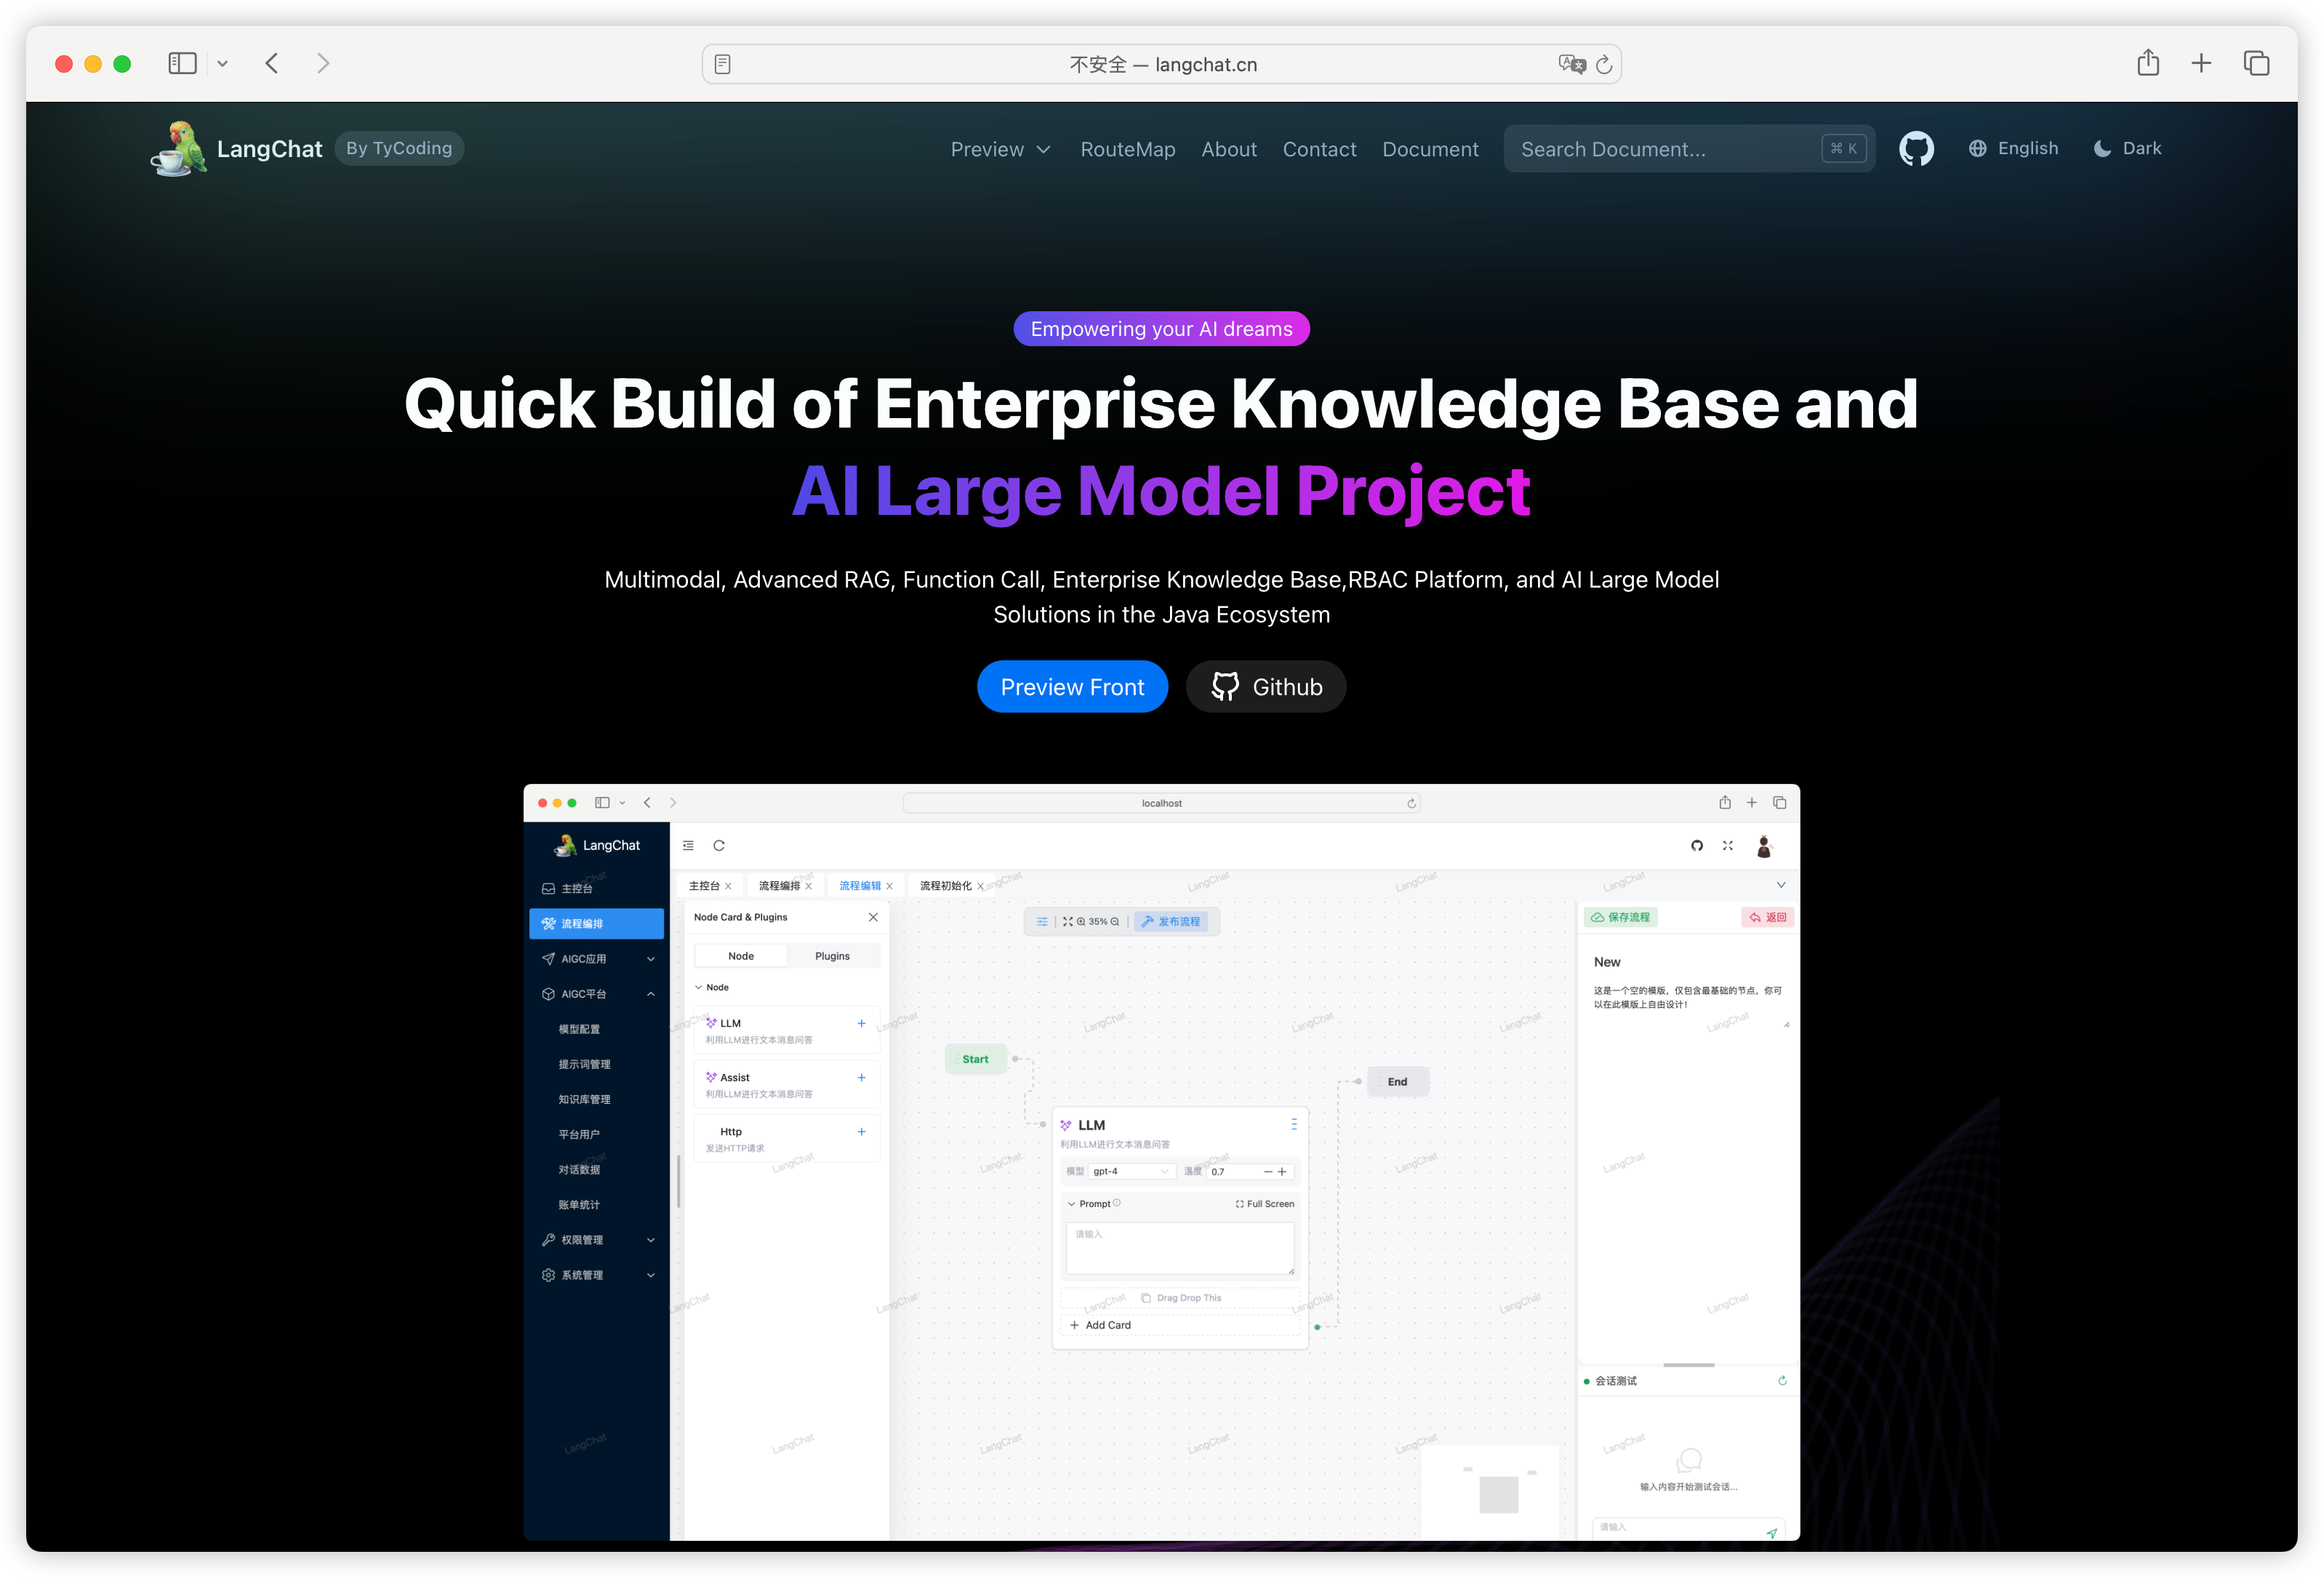 不安全 — langchat.cn
LangChat By TyCoding
Preview RouteMap About Contact Document Search Document... ⌘ K English Dark
Empowering your AI dreams
Quick Build of Enterprise Knowledge Base and
AI Large Model Project
Multimodal, Advanced RAG, Function Call, Enterprise Knowledge Base,RBAC Platform, and AI Large Model
Solutions in the Java Ecosystem
Preview Front Github
localhost
LangChat
主控台
流程编排
AIGC应用
AIGC平台
模型配置
提示词管理
知识库管理
平台用户
对话数据
账单统计
权限管理
系统管理
主控台 流程编排 流程编辑 流程初始化
Node Card & Plugins
Node Plugins
Node
LLM
利用LLM进行文本消息问答
Assist
利用LLM进行文本消息问答
Http
发送HTTP请求
35% 发布流程
Start
End
LLM
利用LLM进行文本消息问答
模型 gpt-4 温度 0.7
Prompt Full Screen
请输入
Drag Drop This
Add Card
保存流程 返回
New
这是一个空的模版，仅包含最基础的节点，你可
以在此模版上自由设计！
会话测试
输入内容开始测试会话...
请输入
LangChat